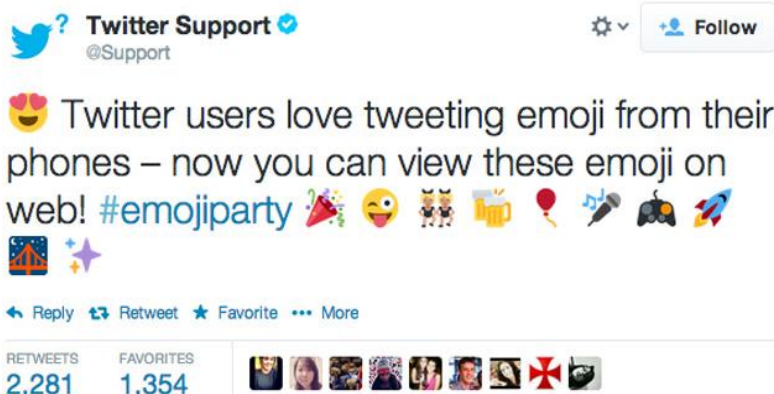 ? Twitter Support
Follow
@Support
😍 Twitter users love tweeting emoji from their
phones – now you can view these emoji on
web! #emojiparty 🎉 😜 👯 🍻 🎈 🎤 🎮 🚀
🌉 ✨
Reply Retweet Favorite ••• More
RETWEETS FAVORITES
2,281 1,354